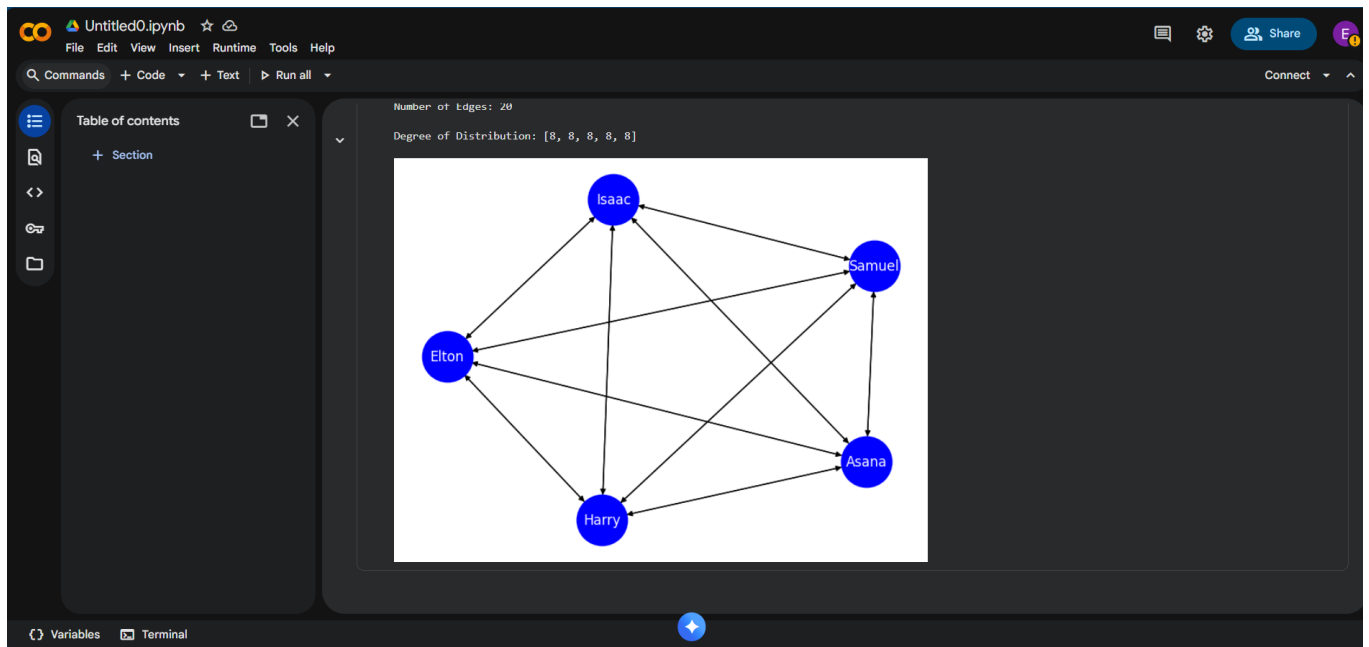 CO
Untitled0.ipynb
File Edit View Insert Runtime Tools Help
Share
E
Commands + Code + Text Run all
Connect
Table of contents
+ Section
Number of Edges: 20
Degree of Distribution: [8, 8, 8, 8, 8]
Isaac
Samuel
Elton
Asana
Harry
{} Variables Terminal